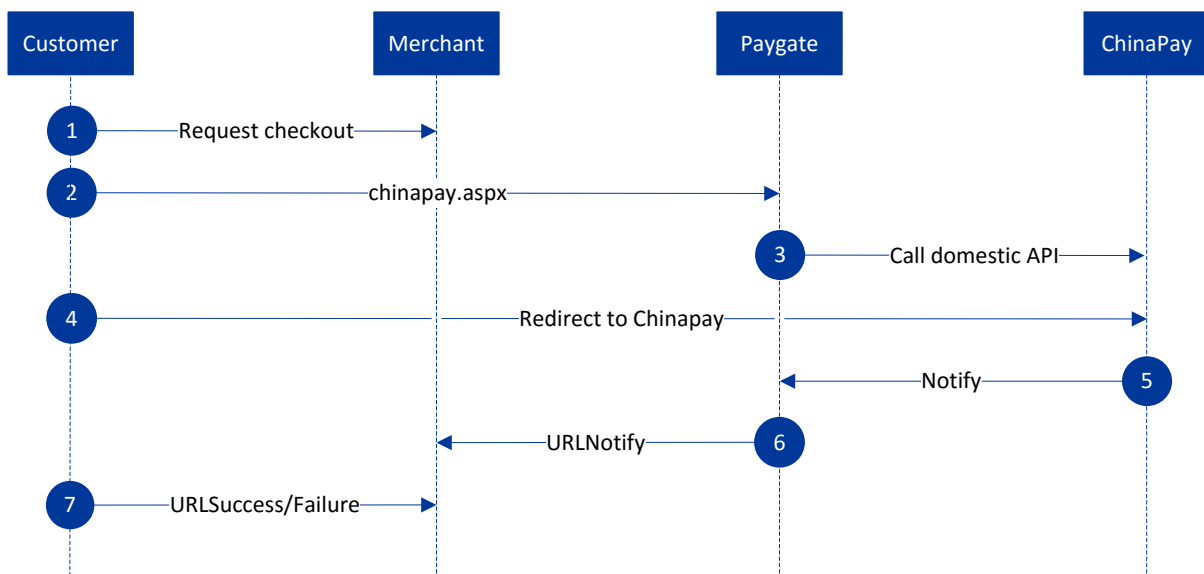 Customer
Merchant
Paygate
ChinaPay
1
Request checkout
2
chinapay.aspx
3
Call domestic API
4
Redirect to Chinapay
Notify
5
URLNotify
6
7
URLSuccess/Failure